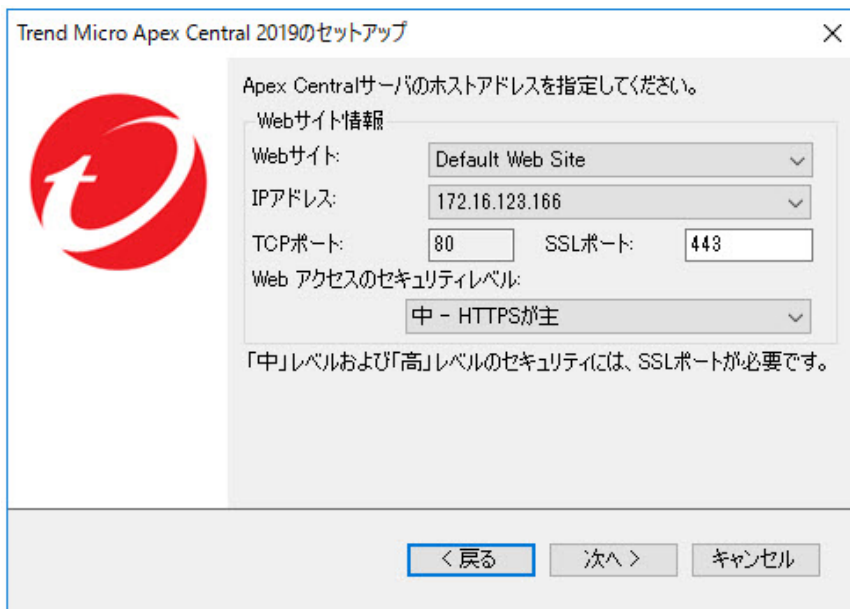 Trend Micro Apex Central 2019のセットアップ
Apex Centralサーバのホストアドレスを指定してください。
Webサイト情報
Webサイト: Default Web Site
IPアドレス: 172.16.123.166
TCPポート: 80 SSLポート: 443
Web アクセスのセキュリティレベル:
中 - HTTPSが主
「中」レベルおよび「高」レベルのセキュリティには、SSLポートが必要です。
< 戻る 次へ > キャンセル